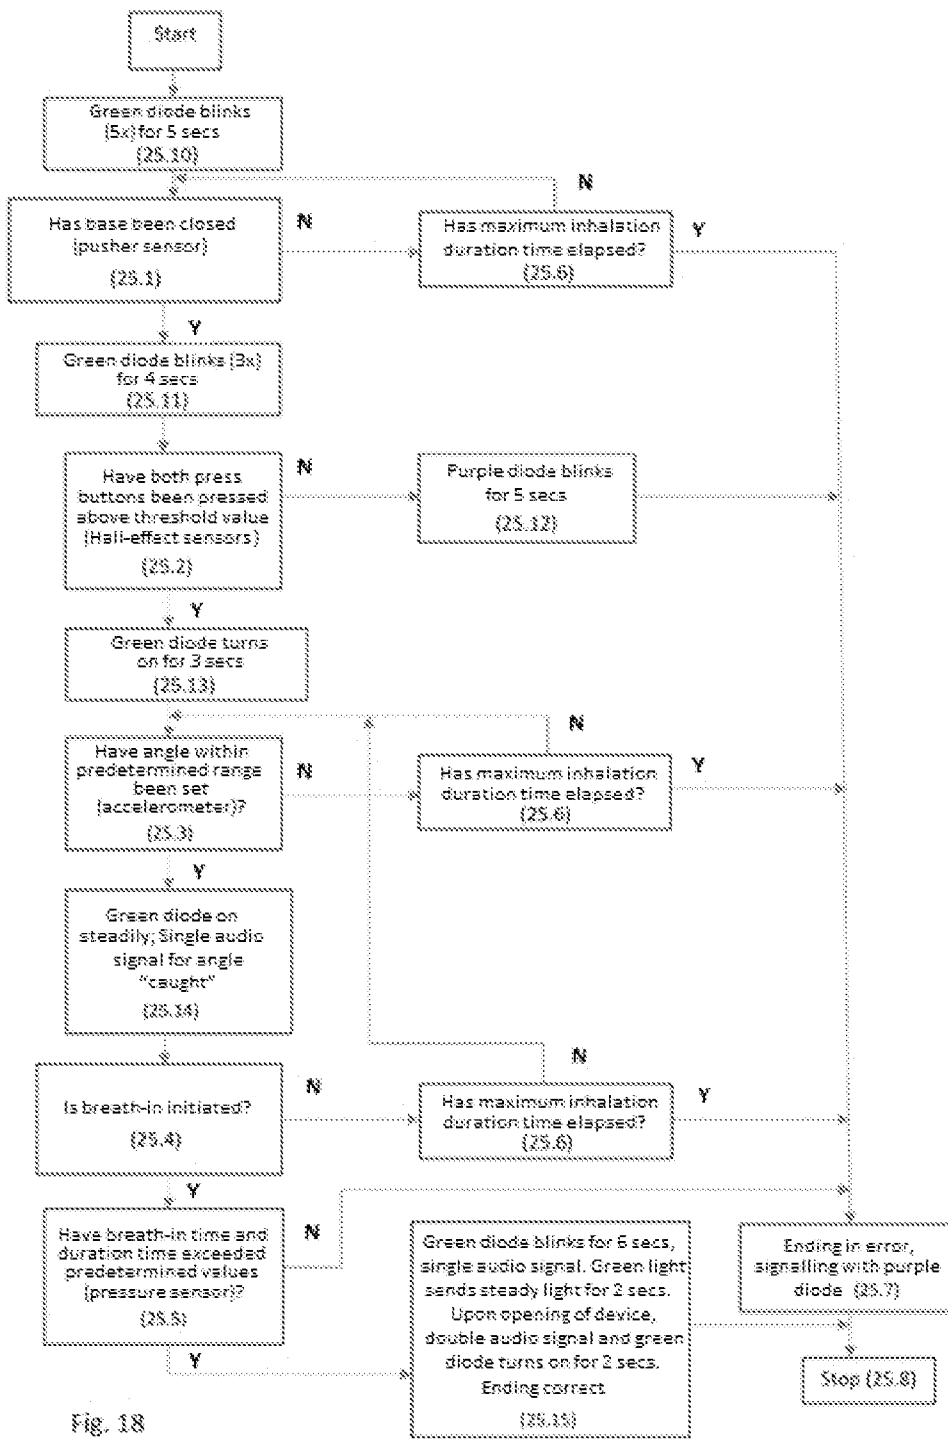 Start
Green diode blinks
(5x) for 5 secs
(25.10)
N
Has base been closed
(pusher sensor)
(25.1)
N
Has maximum inhalation
duration time elapsed?
(25.6)
Y
Y
Green diode blinks (3x)
for 4 secs
(25.11)
Have both press
buttons been pressed
above threshold value
(Hall-effect sensors)
(25.2)
N
Purple diode blinks
for 5 secs
(25.12)
Y
Green diode turns
on for 3 secs
(25.13)
N
Have angle within
predetermined range
been set
(accelerometer)?
(25.3)
N
Has maximum inhalation
duration time elapsed?
(25.6)
Y
Y
Green diode on
steadily; Single audio
signal for angle
"caught"
(25.14)
N
Is breath-in initiated?
(25.4)
N
Has maximum inhalation
duration time elapsed?
(25.6)
Y
Y
Have breath-in time and
duration time exceeded
predetermined values
(pressure sensor)?
(25.5)
N
Y
Green diode blinks for 6 secs,
single audio signal. Green light
sends steady light for 2 secs.
Upon opening of device,
double audio signal and green
diode turns on for 2 secs.
Ending correct
(25.15)
Ending in error,
signalling with purple
diode (25.7)
Stop (25.8)
Fig. 18